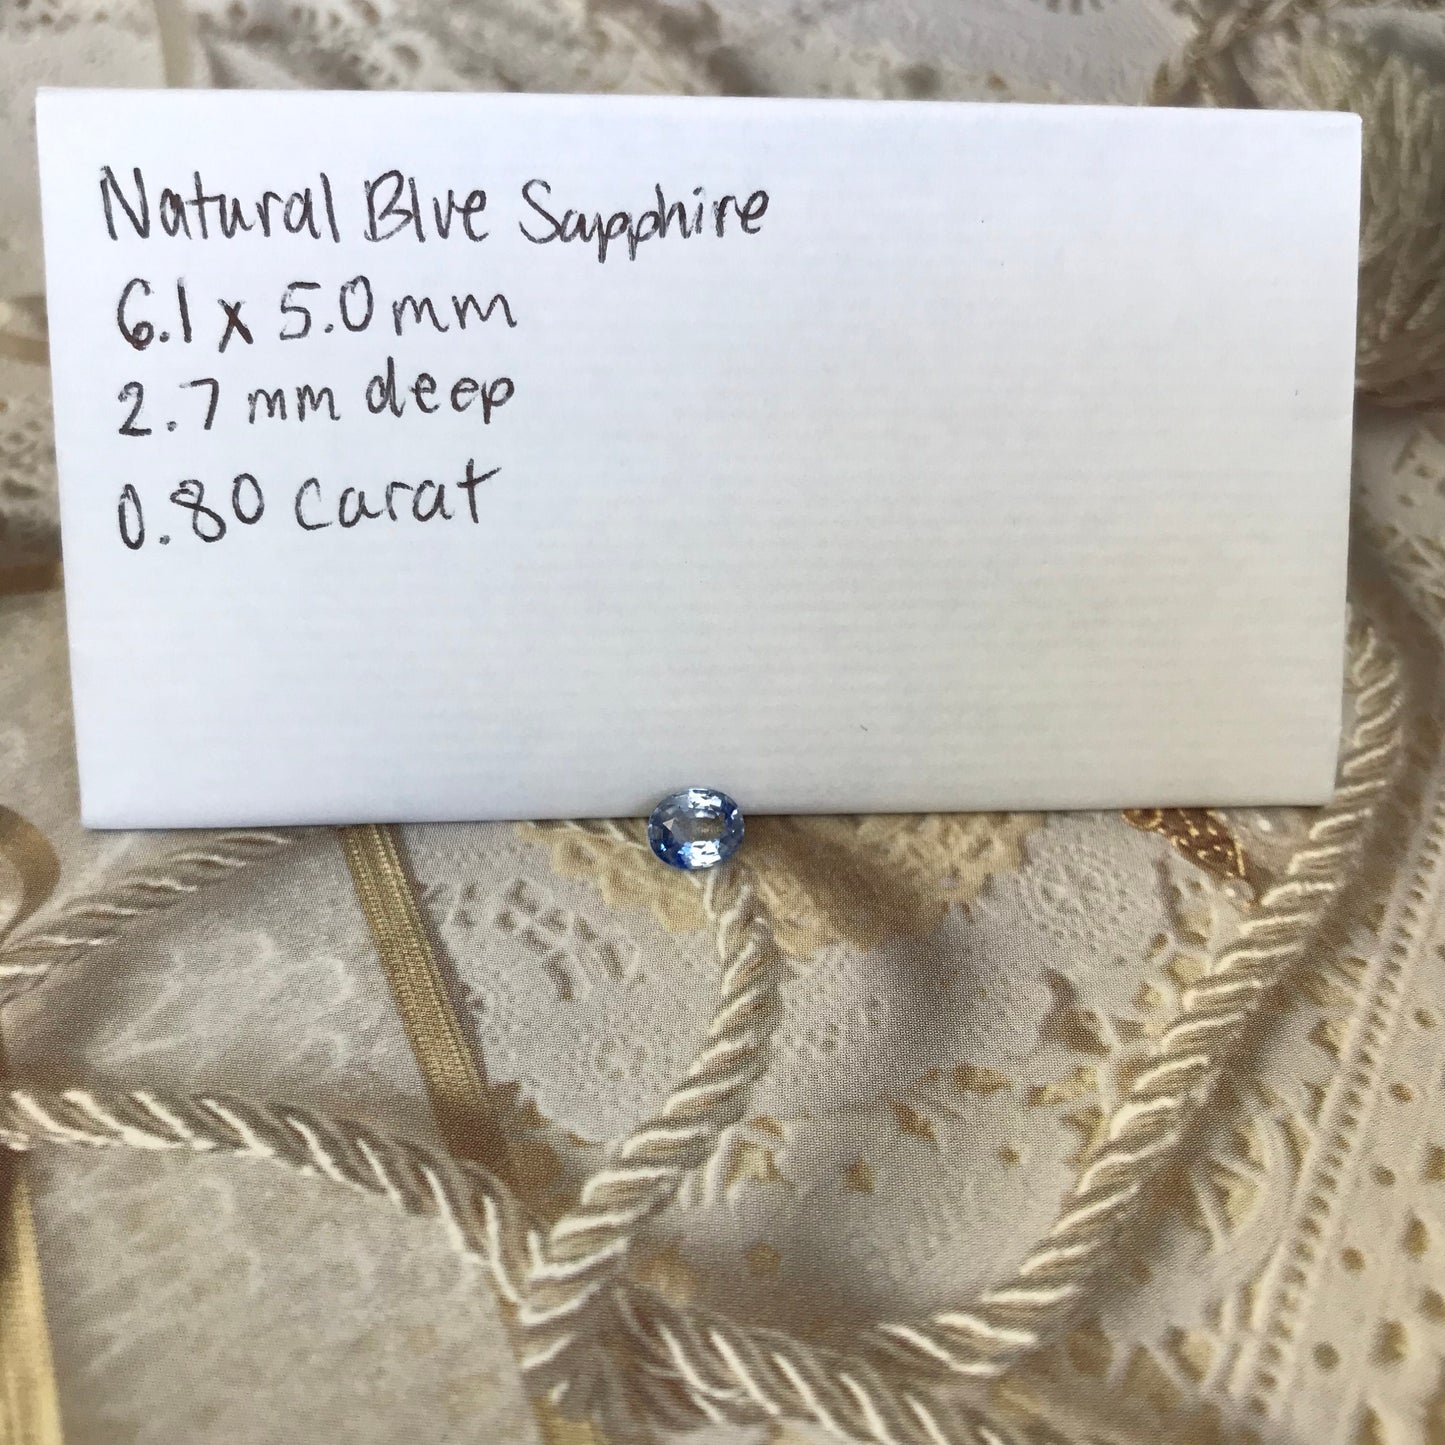 Natural Blue Sapphire
6.1 x 5.0 mm
2.7 mm deep
0.80 carat